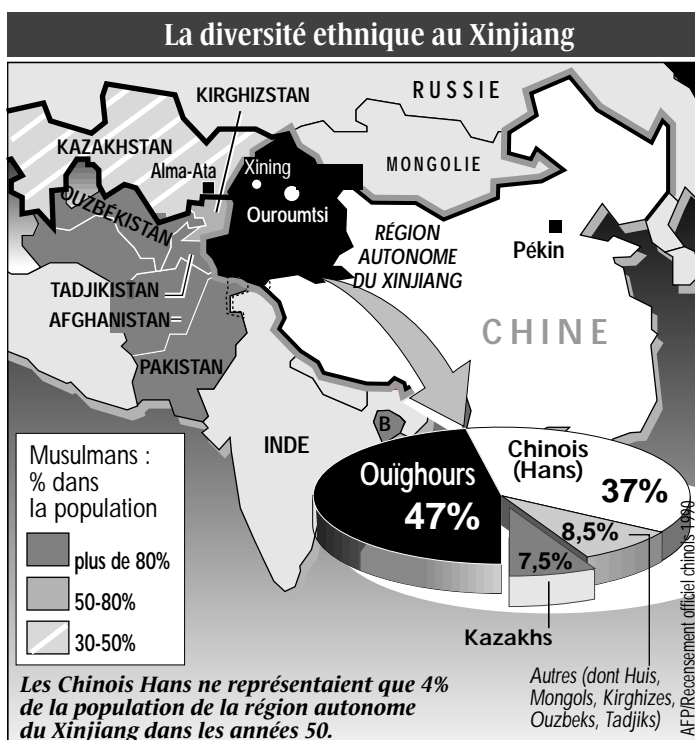 La diversité ethnique au Xinjiang
RUSSIE
KIRGHIZSTAN
KAZAKHSTAN
MONGOLIE
Alma-Ata
Xining
OUZBÉKISTAN
Ouroumtsi
RÉGION
AUTONOME
DU XINJIANG
Pékin
TADJIKISTAN
AFGHANISTAN
CHINE
PAKISTAN
B
INDE
Musulmans :
% dans
la population
plus de 80%
50-80%
30-50%
Ouïghours
47%
Chinois
(Hans)
37%
8,5%
7,5%
Kazakhs
Autres (dont Huis,
Mongols, Kirghizes,
Ouzbeks, Tadjiks)
Les Chinois Hans ne représentaient que 4%
de la population de la région autonome
du Xinjiang dans les années 50.
AFP/Recensement officiel chinois 1990